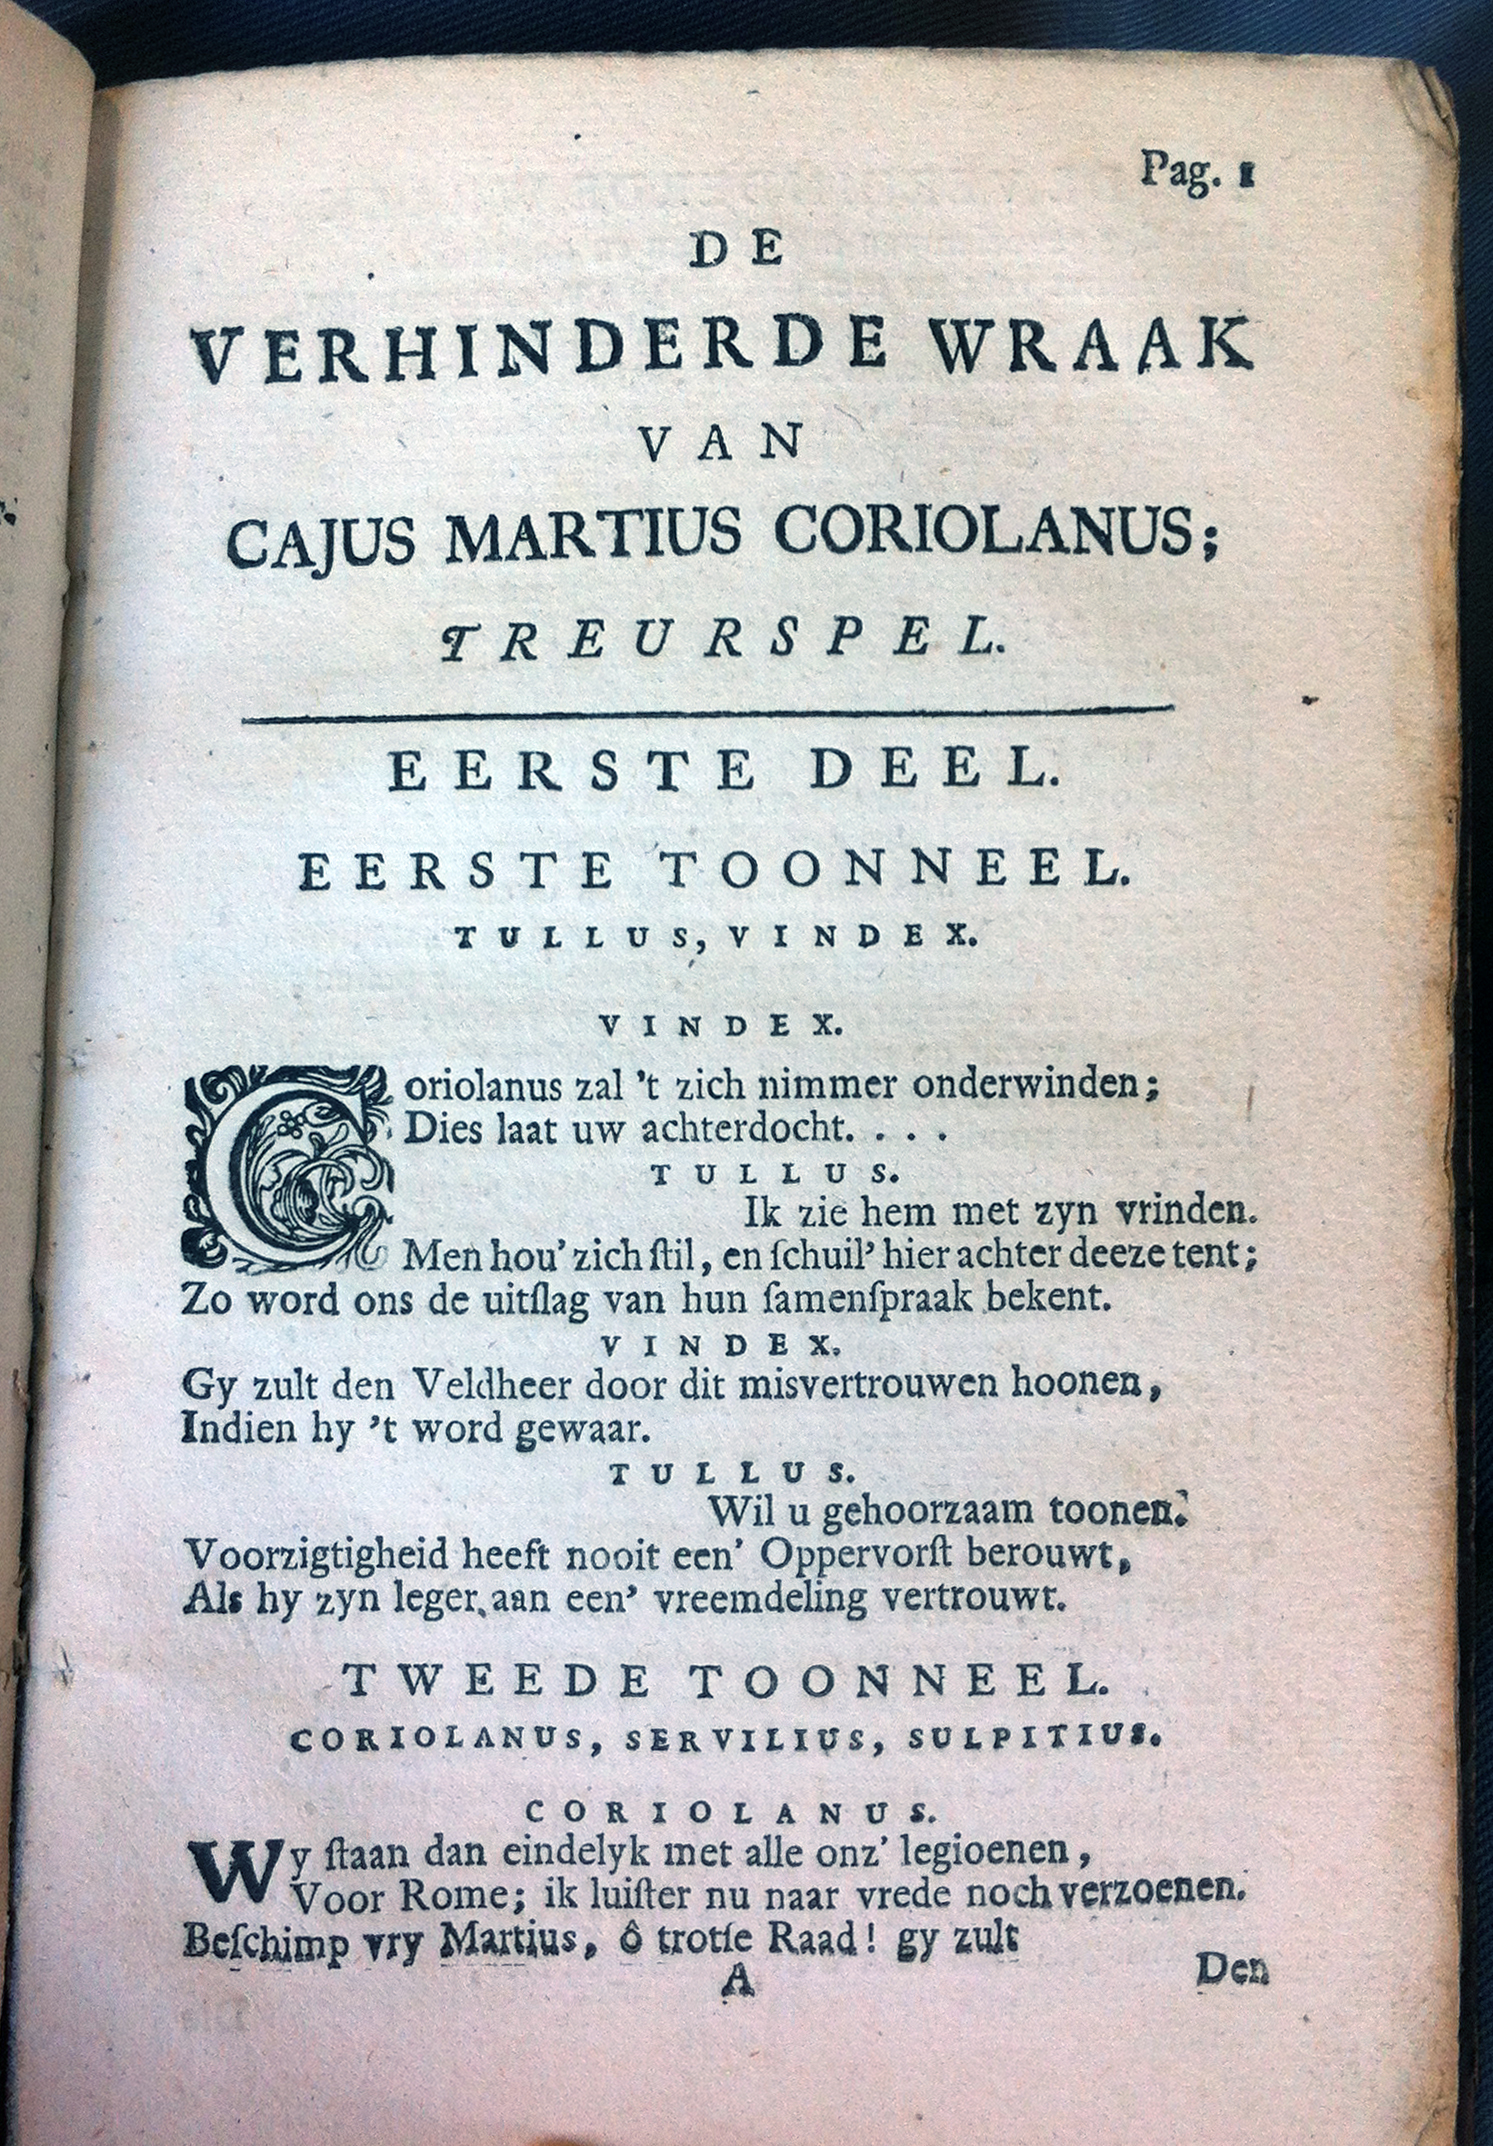 Pag. 1
DE
VERHINDERDE WRAAK
VAN
CAJUS MARTIUS CORIOLANUS;
TREURSPEL.
EERSTE DEEL.
EERSTE TOONNEEL.
TULLUS, VINDEX.
VINDEX.
Coriolanus zal 't zich nimmer onderwinden;
Dies laat uw achterdocht. . . .
TULLUS.
Ik zie hem met zyn vrinden.
Men hou' zich ſtil, en ſchuil' hier achter deeze tent;
Zo word ons de uitſlag van hun ſamenſpraak bekent.
VINDEX.
Gy zult den Veldheer door dit misvertrouwen hoonen,
Indien hy 't word gewaar.
TULLUS.
Wil u gehoorzaam toonen.
Voorzigtigheid heeft nooit een' Oppervorſt berouwt,
Als hy zyn leger aan een' vreemdeling vertrouwt.
TWEEDE TOONNEEL.
CORIOLANUS, SERVILIUS, SULPITIUS.
CORIOLANUS.
Wy ſtaan dan eindelyk met alle onz' legioenen,
Voor Rome; ik luiſter nu naar vrede noch verzoenen.
Beſchimp vry Martius, ô trotſe Raad! gy zult
A
Den